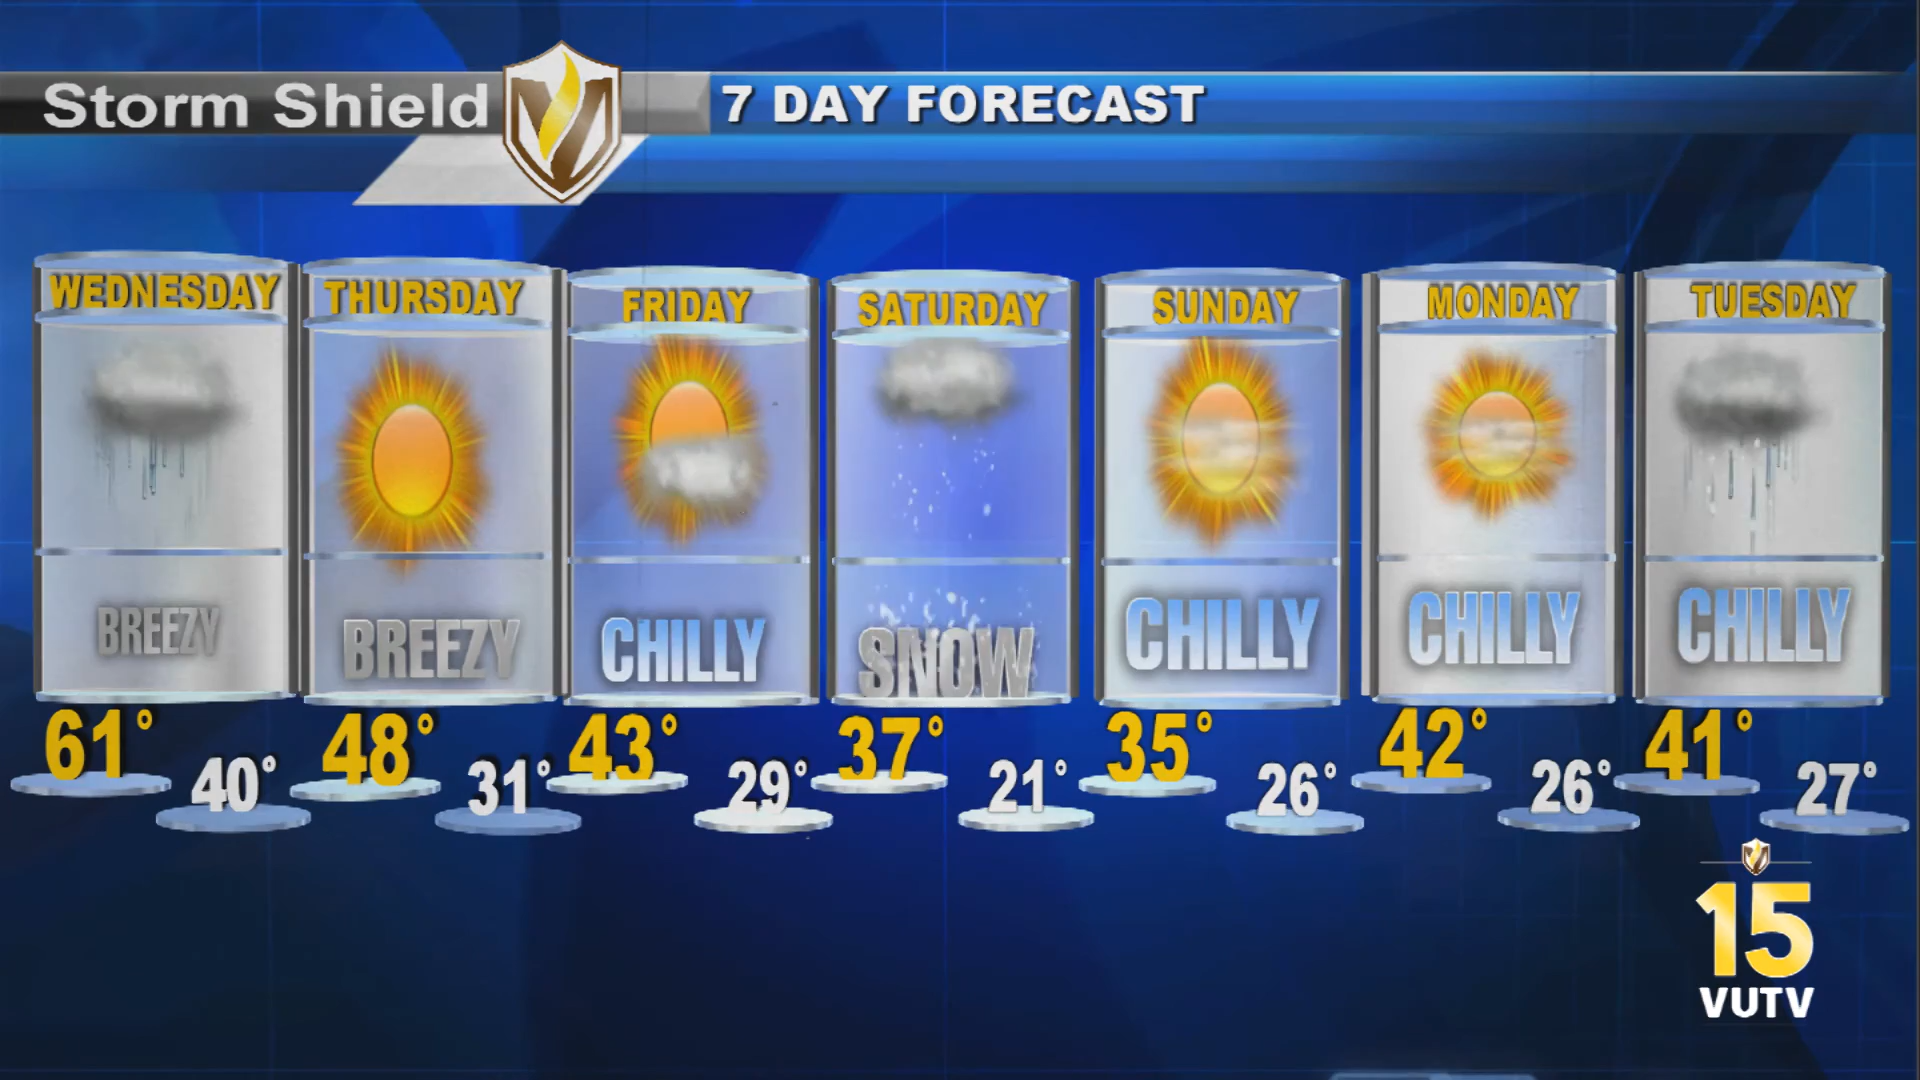 Storm Shield
7 DAY FORECAST
WEDNESDAY THURSDAY FRIDAY SATURDAY SUNDAY MONDAY TUESDAY
BREEZY BREEZY CHILLY SNOW CHILLY CHILLY CHILLY
61° 48° 43° 37° 35° 42° 41°
40° 31° 29° 21° 26° 26° 27°
15
VUTV